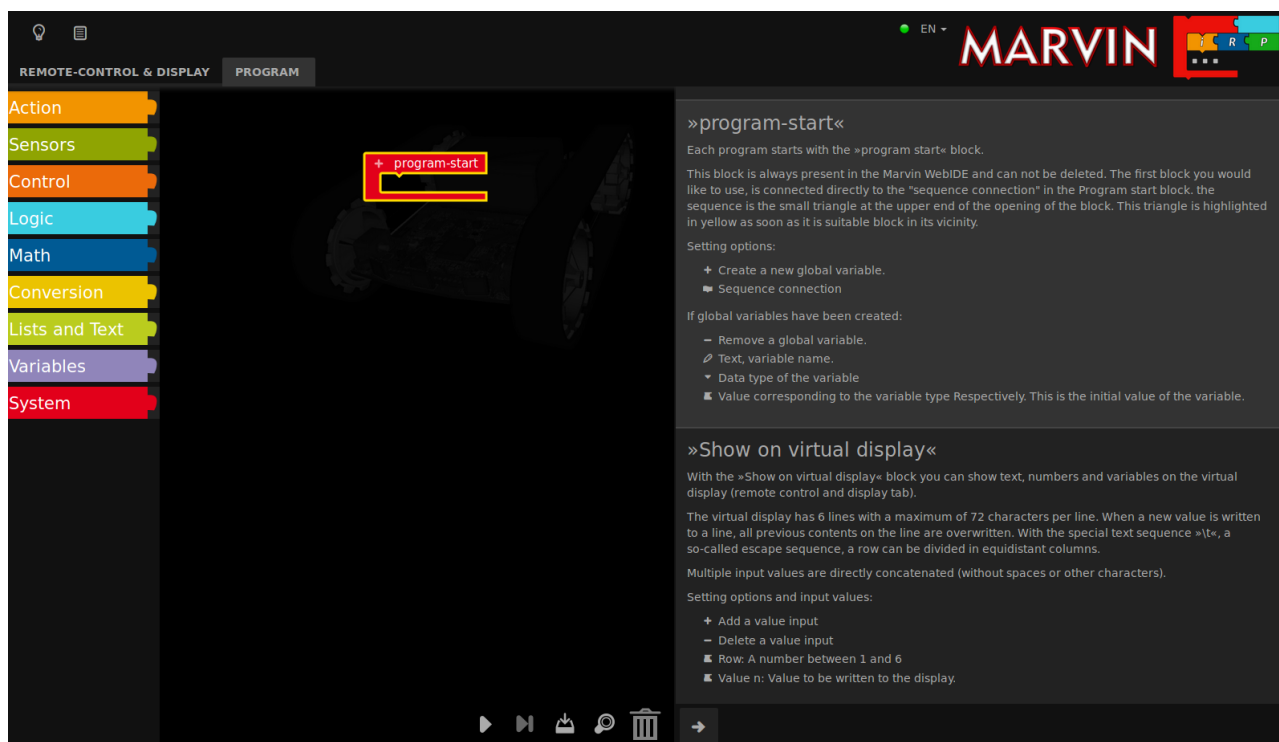 EN
MARVIN
i R P
REMOTE-CONTROL & DISPLAY
PROGRAM
Action
Sensors
Control
Logic
Math
Conversion
Lists and Text
Variables
System
+ program-start
»program-start«
Each program starts with the »program start« block.
This block is always present in the Marvin WebIDE and can not be deleted. The first block you would
like to use, is connected directly to the "sequence connection" in the Program start block. the
sequence is the small triangle at the upper end of the opening of the block. This triangle is highlighted
in yellow as soon as it is suitable block in its vicinity.
Setting options:
+ Create a new global variable.
Sequence connection
If global variables have been created:
− Remove a global variable.
Text, variable name.
Data type of the variable
Value corresponding to the variable type Respectively. This is the initial value of the variable.
»Show on virtual display«
With the »Show on virtual display« block you can show text, numbers and variables on the virtual
display (remote control and display tab).
The virtual display has 6 lines with a maximum of 72 characters per line. When a new value is written
to a line, all previous contents on the line are overwritten. With the special text sequence »\t«, a
so-called escape sequence, a row can be divided in equidistant columns.
Multiple input values are directly concatenated (without spaces or other characters).
Setting options and input values:
+ Add a value input
− Delete a value input
Row: A number between 1 and 6
Value n: Value to be written to the display.